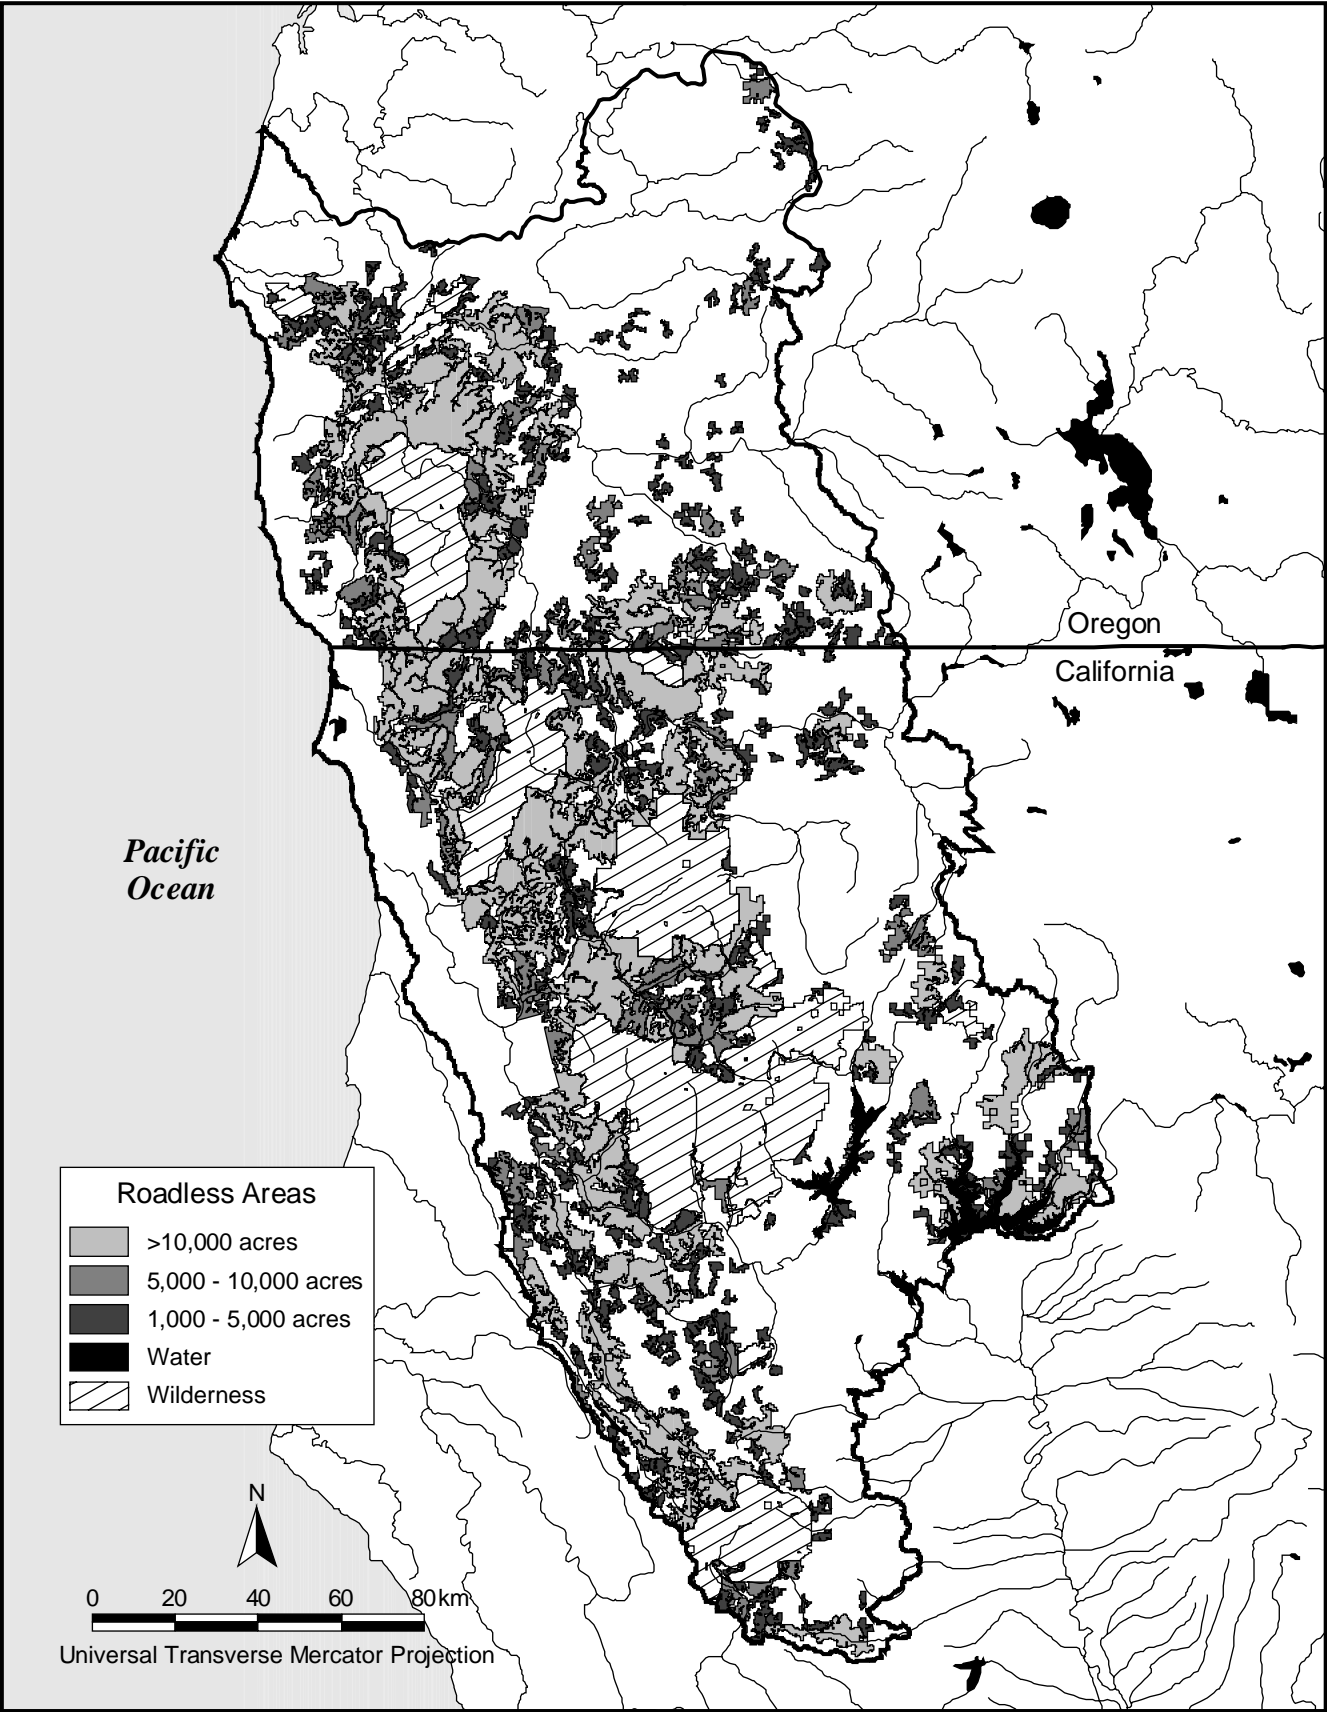 Oregon
California
Pacific
Ocean
Roadless Areas
>10,000 acres
5,000 - 10,000 acres
1,000 - 5,000 acres
Water
Wilderness
N
0 20 40 60 80km
Universal Transverse Mercator Projection